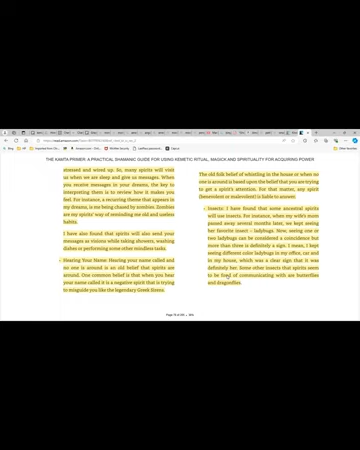 THE KAMTA PRIMER: A PRACTICAL SHAMANIC GUIDE FOR USING KEMETIC RITUAL, MAGICK AND SPIRITUALITY FOR ACQUIRING POWER
stressed and wired up. So, many spirits will visit
us when we are sleep and give us messages. When
you receive messages in your dreams, the key to
interpreting them is to review how it makes you
feel. For instance, a recurring theme that appears in
my dreams, is me being chased by zombies. Zombies
are my spirits' way of reminding me old and useless
habits.
I have also found that spirits will also send your
messages as visions while taking showers, washing
dishes or performing some other mindless tasks.
Hearing Your Name: Hearing your name called and
no one is around is an old belief that spirits are
around. One common belief is that when you hear
your name called it is a negative spirit that is trying
to misguide you like the legendary Greek Sirens.
The old folk belief of whistling in the house or when no
one is around is based upon the belief that you are trying
to get a spirit's attention. For that matter, any spirit
(benevolent or malevolent) is liable to answer.
Insects: I have found that some ancestral spirits
will use insects. For instance, when my wife's mom
passed away several months later, we kept seeing
her favorite insect – ladybugs. Now, seeing one or
two ladybugs can be considered a coincidence but
more than three is definitely a sign. I mean, I kept
seeing different color ladybugs in my office, car and
in my house, which was a clear sign that it was
definitely her. Some other insects that spirits seem
to be fond of communicating with are butterflies
and dragonflies.